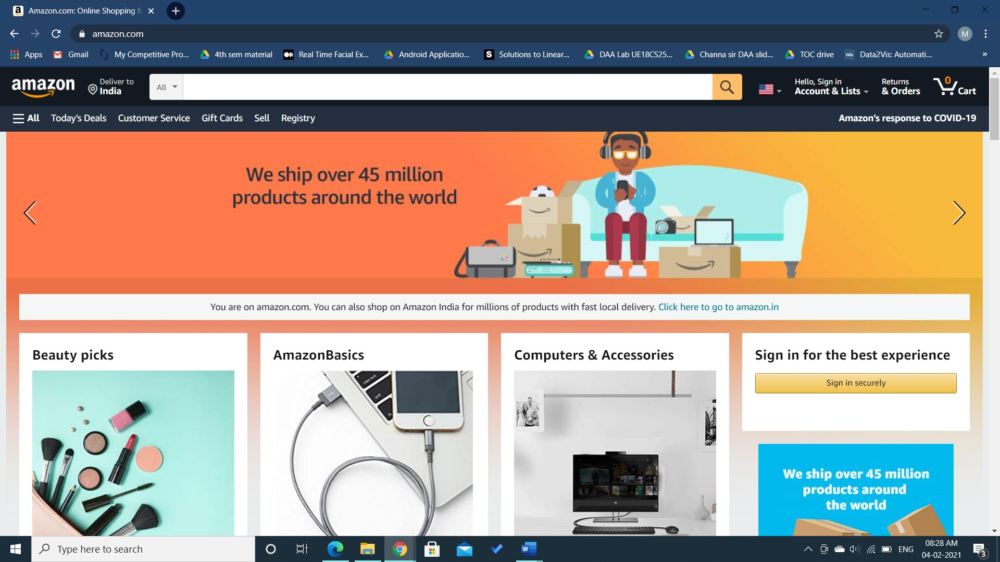 Amazon.com: Online Shopping fo
amazon.com
M
Apps
Gmail
My Competitive Pro...
4th sem material
Real Time Facial Ex...
Android Applicatio...
S
Solutions to Linear...
DAA Lab UE18CS25...
Channa sir DAA slid...
TOC drive
tds
Data2Vis: Automati...
»
amazon
Deliver to
India
All
Hello, Sign in
Account & Lists
Returns
& Orders
0
Cart
All
Today's Deals
Customer Service
Gift Cards
Sell
Registry
Amazon's response to COVID-19
We ship over 45 million
products around the world
You are on amazon.com. You can also shop on Amazon India for millions of products with fast local delivery. Click here to go to amazon.in
Beauty picks
AmazonBasics
Computers & Accessories
Sign in for the best experience
Sign in securely
caps lock
shift
fn
We ship over 45 million
products around
the world
Type here to search
W
ENG
08:28 AM
04-02-2021
3